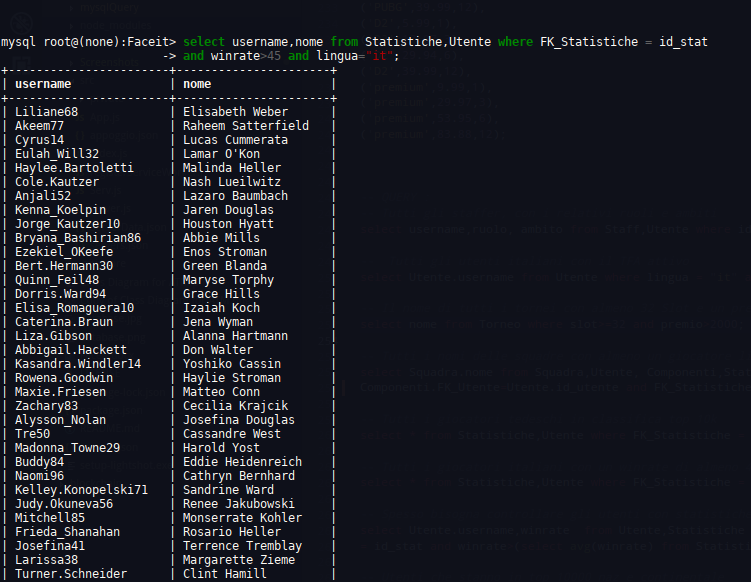 mysql root@(none):Faceit> select username,nome from Statistiche,Utente where FK_Statistiche = id_stat
-> and winrate>45 and lingua="it";
+-----------------------+----------------------+
| username | nome |
+-----------------------+----------------------+
| Liliane68 | Elisabeth Weber |
| Akeem77 | Raheem Satterfield |
| Cyrus14 | Lucas Cummerata |
| Eulah_Will32 | Lamar O'Kon |
| Haylee.Bartoletti | Malinda Heller |
| Cole.Kautzer | Nash Lueilwitz |
| Anjali52 | Lazaro Baumbach |
| Kenna_Koelpin | Jaren Douglas |
| Jorge_Kautzer10 | Houston Hyatt |
| Bryana_Bashirian86 | Abbie Mills |
| Ezekiel_OKeefe | Enos Stroman |
| Bert.Hermann30 | Green Blanda |
| Quinn_Feil48 | Maryse Torphy |
| Dorris.Ward94 | Grace Hills |
| Elisa_Romaguera10 | Izaiah Koch |
| Caterina.Braun | Jena Wyman |
| Liza.Gibson | Alanna Hartmann |
| Abbigail.Hackett | Don Walter |
| Kasandra.Windler14 | Yoshiko Cassin |
| Rowena.Goodwin | Haylie Stroman |
| Maxie.Friesen | Matteo Conn |
| Zachary83 | Cecilia Krajcik |
| Alysson_Nolan | Josefina Douglas |
| Tre50 | Cassandre West |
| Madonna_Towne29 | Harold Yost |
| Buddy84 | Eddie Heidenreich |
| Naomi96 | Cathryn Bernhard |
| Kelley.Konopelski71 | Sandrine Ward |
| Judy.Okuneva56 | Renee Jakubowski |
| Mitchell85 | Monserrate Kohler |
| Frieda_Shanahan | Rosario Heller |
| Josefina41 | Terrence Tremblay |
| Larissa38 | Margarette Zieme |
| Turner.Schneider | Clint Hamill |